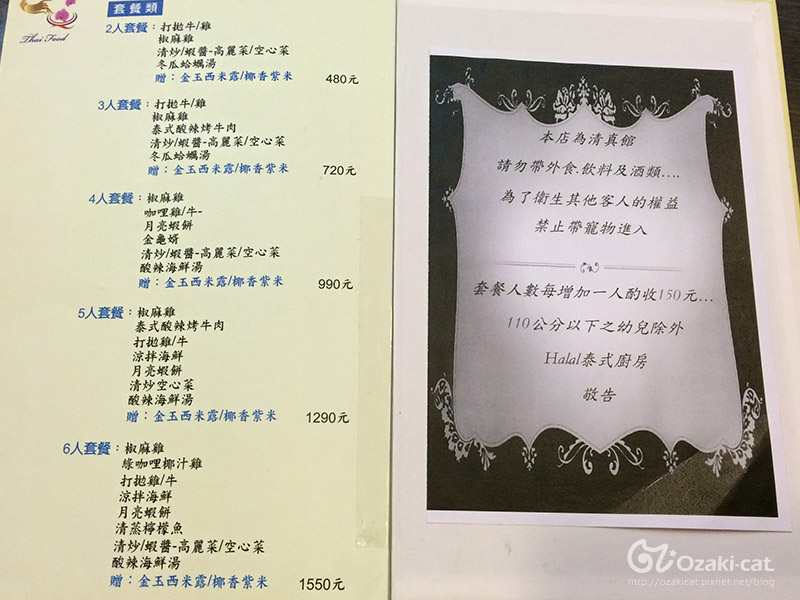 Thai Food
套餐類
2人套餐：打拋牛/雞
椒麻雞
清炒/蝦醬-高麗菜/空心菜
冬瓜蛤蠣湯
贈：金玉西米露/椰香紫米 480元
3人套餐：打拋牛/雞
椒麻雞
泰式酸辣烤牛肉
清炒/蝦醬-高麗菜/空心菜
冬瓜蛤蠣湯
贈：金玉西米露/椰香紫米 720元
4人套餐：椒麻雞
咖哩雞/牛-
月亮蝦餅
金龜婿
清炒/蝦醬-高麗菜/空心菜
酸辣海鮮湯
贈：金玉西米露/椰香紫米 990元
5人套餐：椒麻雞
泰式酸辣烤牛肉
打拋雞/牛
涼拌海鮮
月亮蝦餅
清炒空心菜
酸辣海鮮湯
贈：金玉西米露/椰香紫米 1290元
6人套餐：椒麻雞
綠咖哩椰汁雞
打拋雞/牛
涼拌海鮮
月亮蝦餅
清蒸檸檬魚
清炒/蝦醬-高麗菜/空心菜
酸辣海鮮湯
贈：金玉西米露/椰香紫米 1550元
本店為清真館
請勿帶外食.飲料及酒類....
為了衛生其他客人的權益
禁止帶寵物進入
套餐人數每增加一人酌收150元...
110公分以下之幼兒除外
Halal泰式廚房
敬告
Ozaki-cat
http://ozakicat.pixnet.net/blog